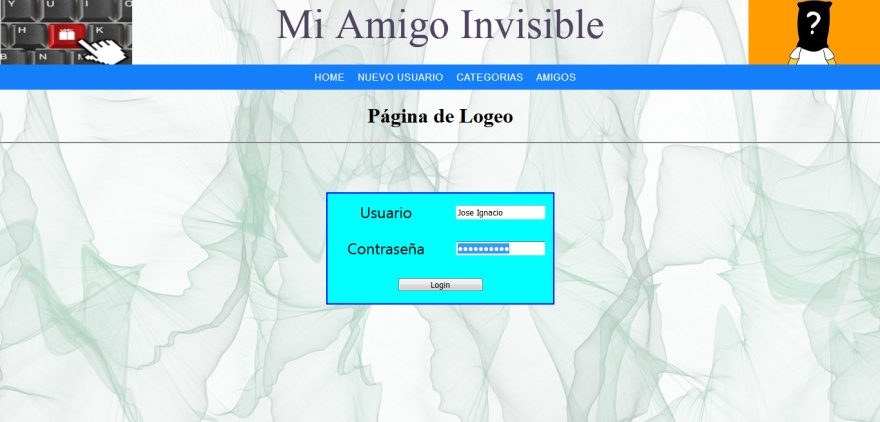 Y U I O
H K
B N
?
Mi Amigo Invisible
HOME NUEVO USUARIO CATEGORIAS AMIGOS
Página de Logeo
Usuario Jose Ignacio
Contraseña ●●●●●●●●●●
Login